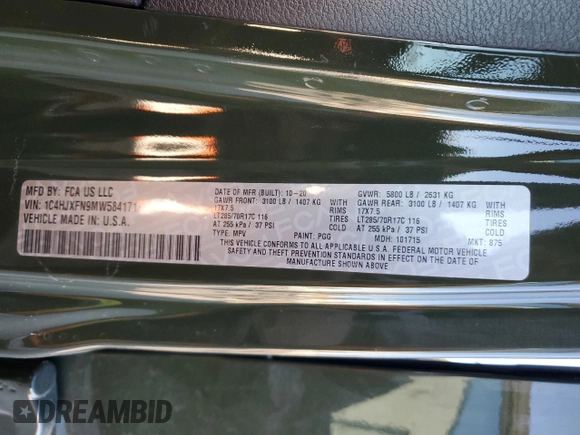 MFD BY: FCA US LLC
VIN: 1C4HJXFN9MW584171
VEHICLE MADE IN U.S.A.
DATE OF MFR (BUILT): 10-20
GVWR: 5800 LB / 2631 KG
GAWR FRONT: 3100 LB / 1407 KG WITH
17X7.5 RIMS
LT285/70R17C 116 TIRES
AT 255 kPa / 37 PSI COLD
GAWR REAR: 3100 LB / 1407 KG WITH
17X7.5 RIMS
LT285/70R17C 116 TIRES
AT 255 kPa / 37 PSI COLD
TYPE: MPV PAINT: PGG MDH: 101715 MKT: 875
THIS VEHICLE CONFORMS TO ALL APPLICABLE U.S.A. FEDERAL MOTOR VEHICLE
SAFETY AND THEFT PREVENTION STANDARDS IN EFFECT ON THE DATE OF
MANUFACTURE SHOWN ABOVE
DREAMBID